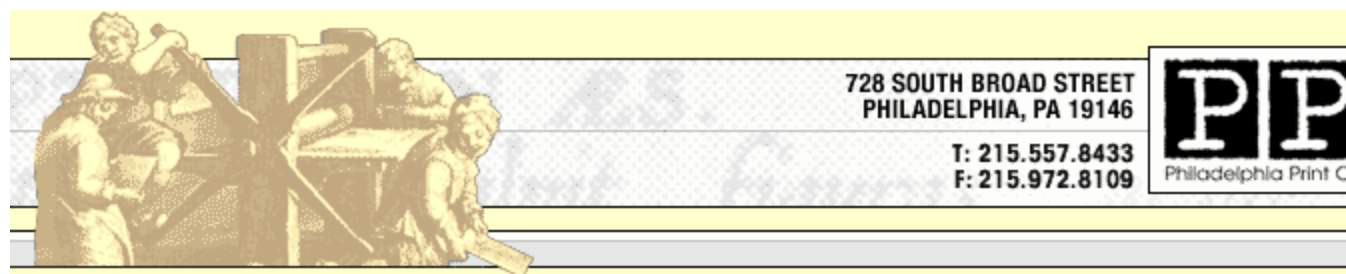 728 SOUTH BROAD STREET
PHILADELPHIA, PA 19146
T: 215.557.8433
F: 215.972.8109
PP
Philadelphia Print